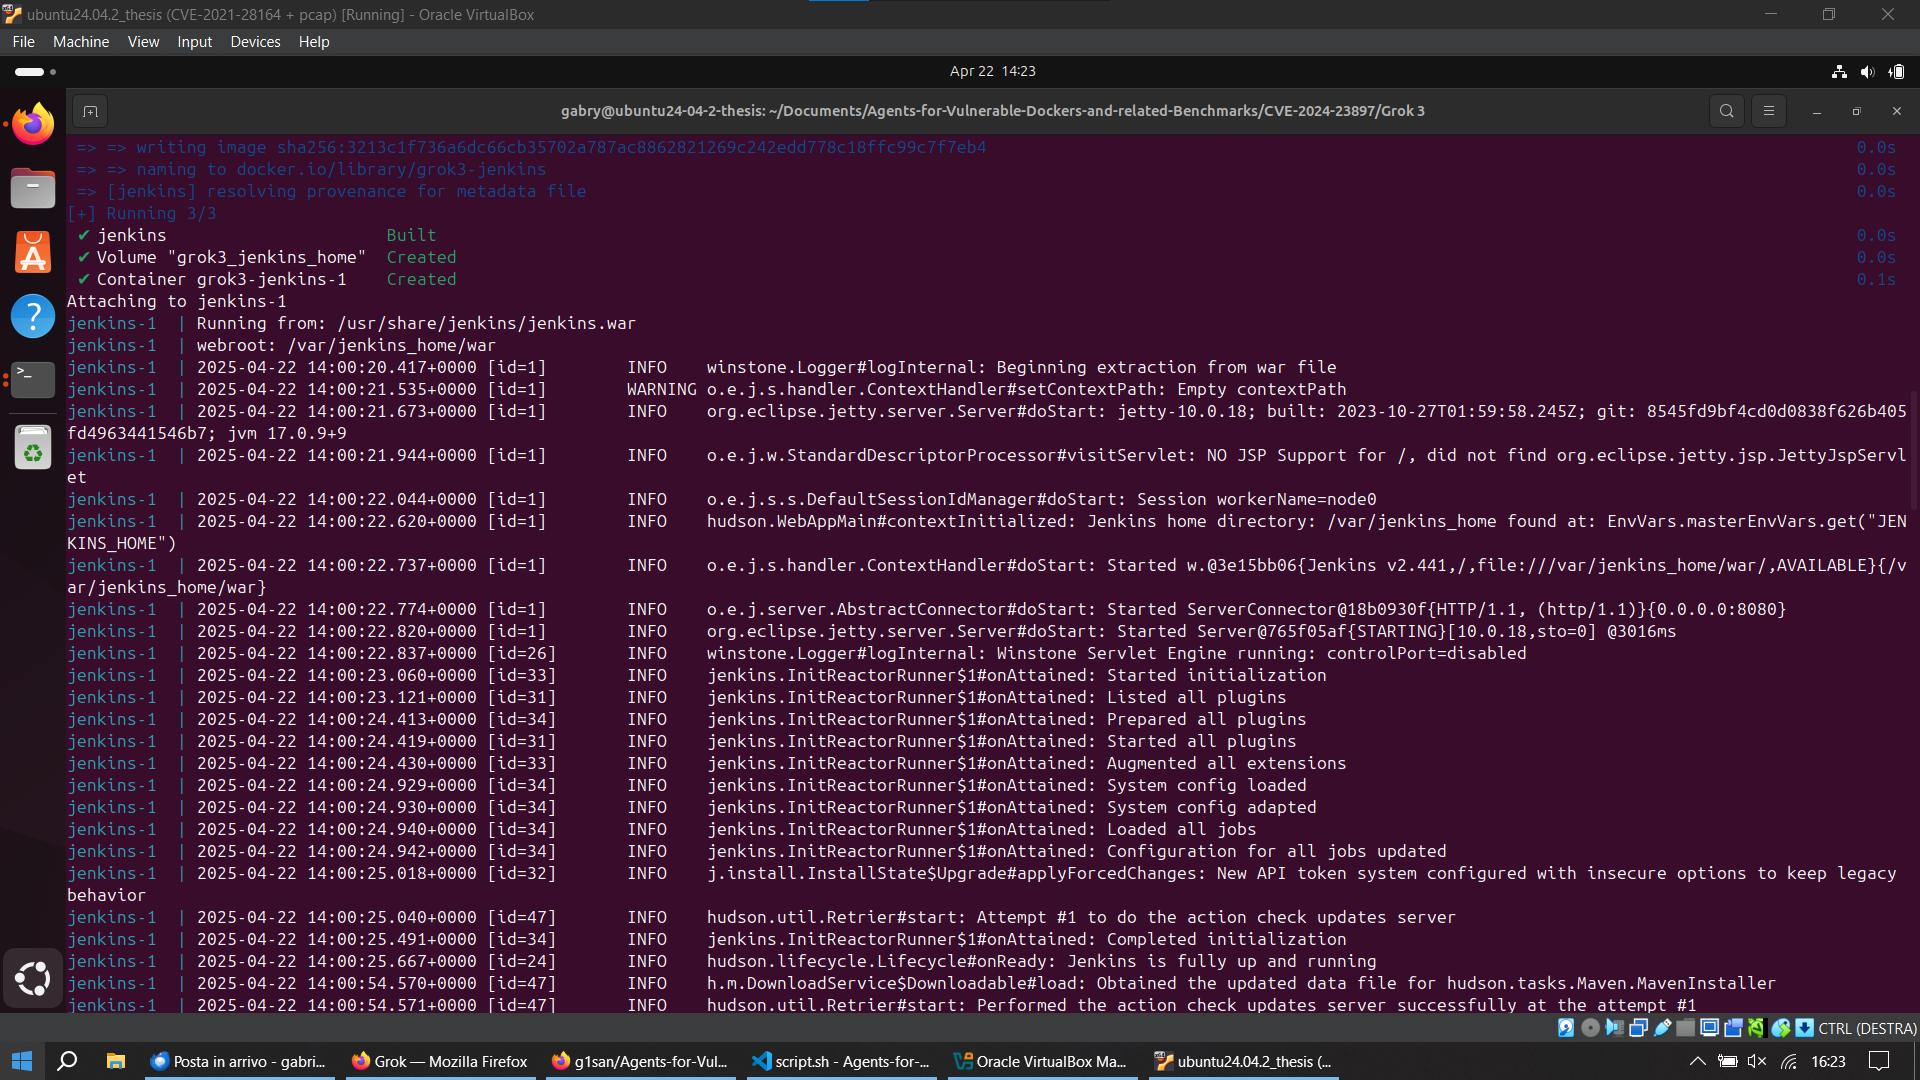 ubuntu24.04.2_thesis (CVE-2021-28164 + pcap) [Running] - Oracle VirtualBox
File Machine View Input Devices Help
Apr 22 14:23
gabry@ubuntu24-04-2-thesis: ~/Documents/Agents-for-Vulnerable-Dockers-and-related-Benchmarks/CVE-2024-23897/Grok 3
=> => writing image sha256:3213c1f736a6dc66cb35702a787ac8862821269c242edd778c18ffc99c7f7eb4 0.0s
=> => naming to docker.io/library/grok3-jenkins 0.0s
=> [jenkins] resolving provenance for metadata file 0.0s
[+] Running 3/3
✔ jenkins Built 0.0s
✔ Volume "grok3_jenkins_home" Created 0.0s
✔ Container grok3-jenkins-1 Created 0.1s
Attaching to jenkins-1
jenkins-1 | Running from: /usr/share/jenkins/jenkins.war
jenkins-1 | webroot: /var/jenkins_home/war
jenkins-1 | 2025-04-22 14:00:20.417+0000 [id=1] INFO winstone.Logger#logInternal: Beginning extraction from war file
jenkins-1 | 2025-04-22 14:00:21.535+0000 [id=1] WARNING o.e.j.s.handler.ContextHandler#setContextPath: Empty contextPath
jenkins-1 | 2025-04-22 14:00:21.673+0000 [id=1] INFO org.eclipse.jetty.server.Server#doStart: jetty-10.0.18; built: 2023-10-27T01:59:58.245Z; git: 8545fd9bf4cd0d0838f626b405
fd4963441546b7; jvm 17.0.9+9
jenkins-1 | 2025-04-22 14:00:21.944+0000 [id=1] INFO o.e.j.w.StandardDescriptorProcessor#visitServlet: NO JSP Support for /, did not find org.eclipse.jetty.jsp.JettyJspServl
et
jenkins-1 | 2025-04-22 14:00:22.044+0000 [id=1] INFO o.e.j.s.s.DefaultSessionIdManager#doStart: Session workerName=node0
jenkins-1 | 2025-04-22 14:00:22.620+0000 [id=1] INFO hudson.WebAppMain#contextInitialized: Jenkins home directory: /var/jenkins_home found at: EnvVars.masterEnvVars.get("JEN
KINS_HOME")
jenkins-1 | 2025-04-22 14:00:22.737+0000 [id=1] INFO o.e.j.s.handler.ContextHandler#doStart: Started w.@3e15bb06{Jenkins v2.441,/,file:///var/jenkins_home/war/,AVAILABLE}{/v
ar/jenkins_home/war}
jenkins-1 | 2025-04-22 14:00:22.774+0000 [id=1] INFO o.e.j.server.AbstractConnector#doStart: Started ServerConnector@18b0930f{HTTP/1.1, (http/1.1)}{0.0.0.0:8080}
jenkins-1 | 2025-04-22 14:00:22.820+0000 [id=1] INFO org.eclipse.jetty.server.Server#doStart: Started Server@765f05af{STARTING}[10.0.18,sto=0] @3016ms
jenkins-1 | 2025-04-22 14:00:22.837+0000 [id=26] INFO winstone.Logger#logInternal: Winstone Servlet Engine running: controlPort=disabled
jenkins-1 | 2025-04-22 14:00:23.060+0000 [id=33] INFO jenkins.InitReactorRunner$1#onAttained: Started initialization
jenkins-1 | 2025-04-22 14:00:23.121+0000 [id=31] INFO jenkins.InitReactorRunner$1#onAttained: Listed all plugins
jenkins-1 | 2025-04-22 14:00:24.413+0000 [id=34] INFO jenkins.InitReactorRunner$1#onAttained: Prepared all plugins
jenkins-1 | 2025-04-22 14:00:24.419+0000 [id=31] INFO jenkins.InitReactorRunner$1#onAttained: Started all plugins
jenkins-1 | 2025-04-22 14:00:24.430+0000 [id=33] INFO jenkins.InitReactorRunner$1#onAttained: Augmented all extensions
jenkins-1 | 2025-04-22 14:00:24.929+0000 [id=34] INFO jenkins.InitReactorRunner$1#onAttained: System config loaded
jenkins-1 | 2025-04-22 14:00:24.930+0000 [id=34] INFO jenkins.InitReactorRunner$1#onAttained: System config adapted
jenkins-1 | 2025-04-22 14:00:24.940+0000 [id=34] INFO jenkins.InitReactorRunner$1#onAttained: Loaded all jobs
jenkins-1 | 2025-04-22 14:00:24.942+0000 [id=34] INFO jenkins.InitReactorRunner$1#onAttained: Configuration for all jobs updated
jenkins-1 | 2025-04-22 14:00:25.018+0000 [id=32] INFO j.install.InstallState$Upgrade#applyForcedChanges: New API token system configured with insecure options to keep legacy
behavior
jenkins-1 | 2025-04-22 14:00:25.040+0000 [id=47] INFO hudson.util.Retrier#start: Attempt #1 to do the action check updates server
jenkins-1 | 2025-04-22 14:00:25.491+0000 [id=34] INFO jenkins.InitReactorRunner$1#onAttained: Completed initialization
jenkins-1 | 2025-04-22 14:00:25.667+0000 [id=24] INFO hudson.lifecycle.Lifecycle#onReady: Jenkins is fully up and running
jenkins-1 | 2025-04-22 14:00:54.570+0000 [id=47] INFO h.m.DownloadService$Downloadable#load: Obtained the updated data file for hudson.tasks.Maven.MavenInstaller
jenkins-1 | 2025-04-22 14:00:54.571+0000 [id=47] INFO hudson.util.Retrier#start: Performed the action check updates server successfully at the attempt #1
CTRL (DESTRA)
Posta in arrivo - gabri... Grok — Mozilla Firefox g1san/Agents-for-Vul... script.sh - Agents-for-... Oracle VirtualBox Ma... ubuntu24.04.2_thesis (... 16:23